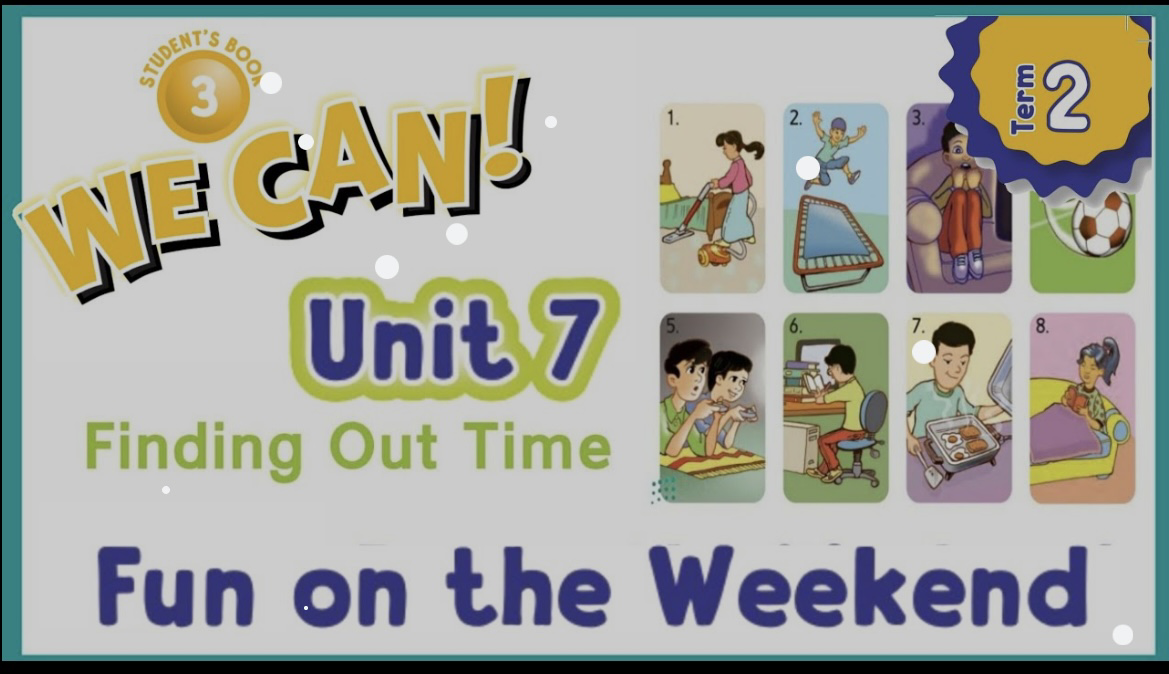 STUDENT'S BOOK
3
WE CAN!
Unit 7
Finding Out Time
Term 2
1.
2.
3.
5.
6.
7.
8.
Fun on the Weekend